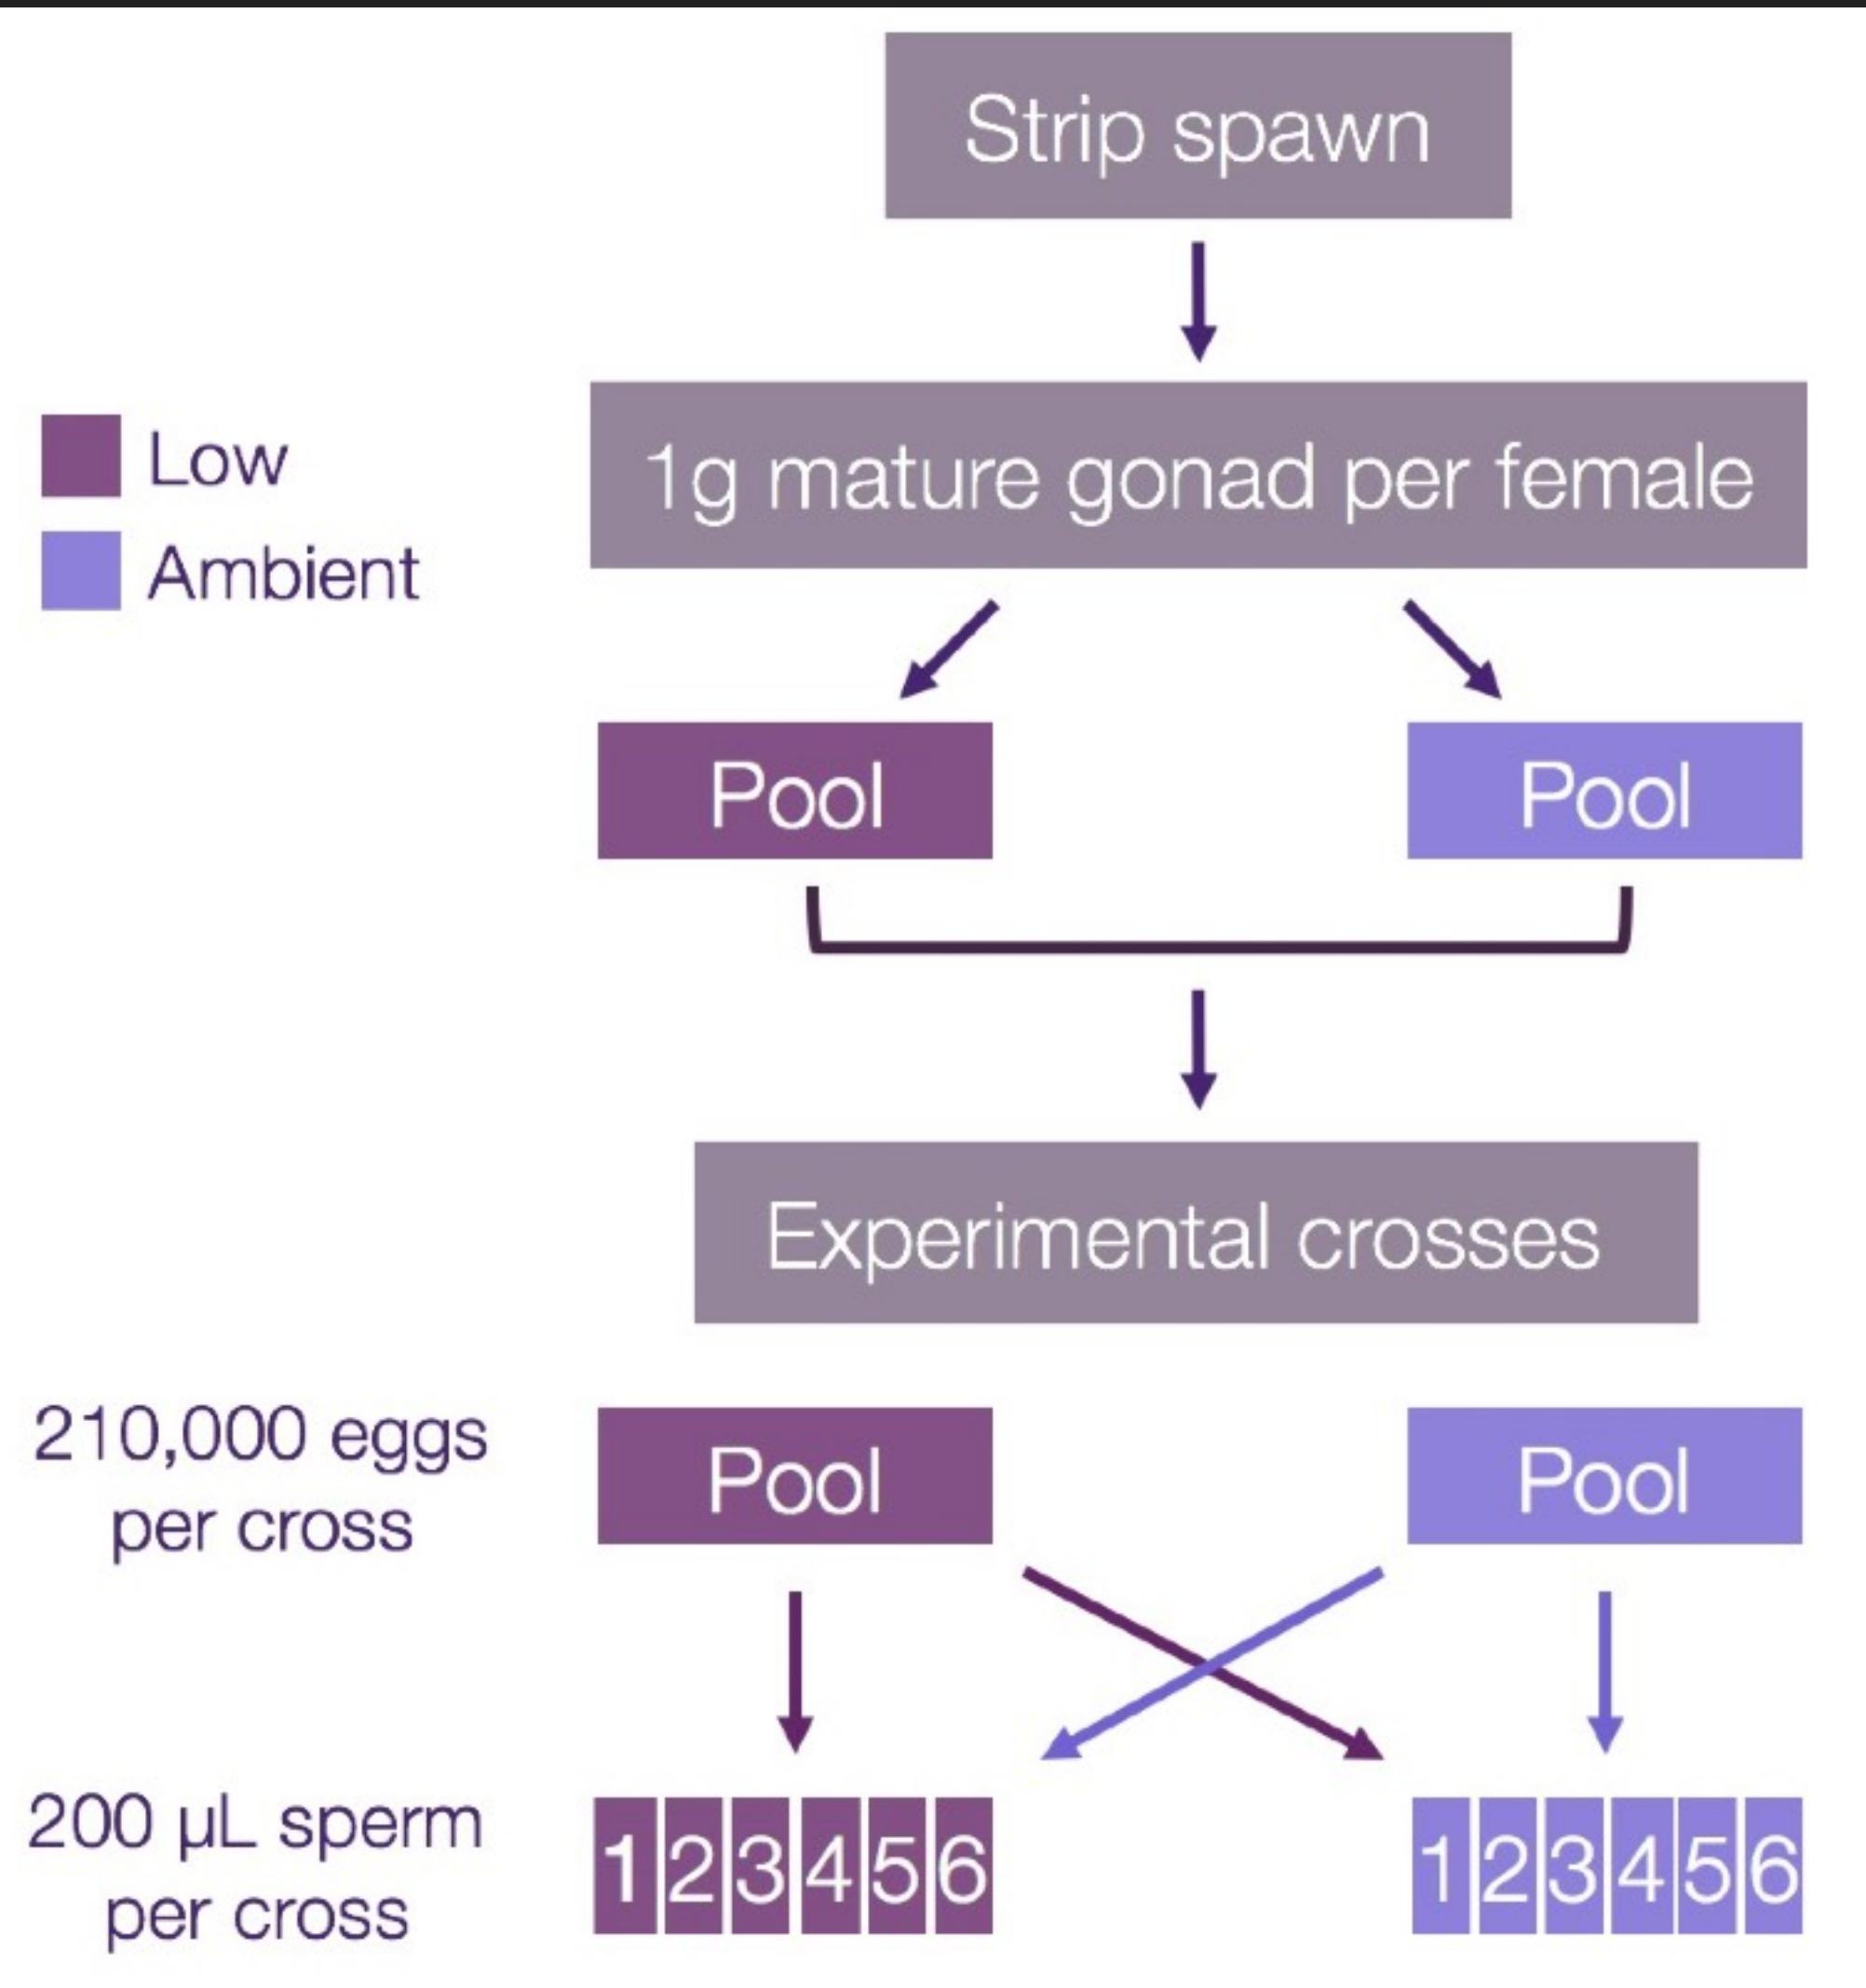 Strip spawn
1g mature gonad per female
Low
Ambient
Pool
Pool
Experimental crosses
210,000 eggs
per cross
Pool
Pool
200 µL sperm
per cross
1 2 3 4 5 6
1 2 3 4 5 6